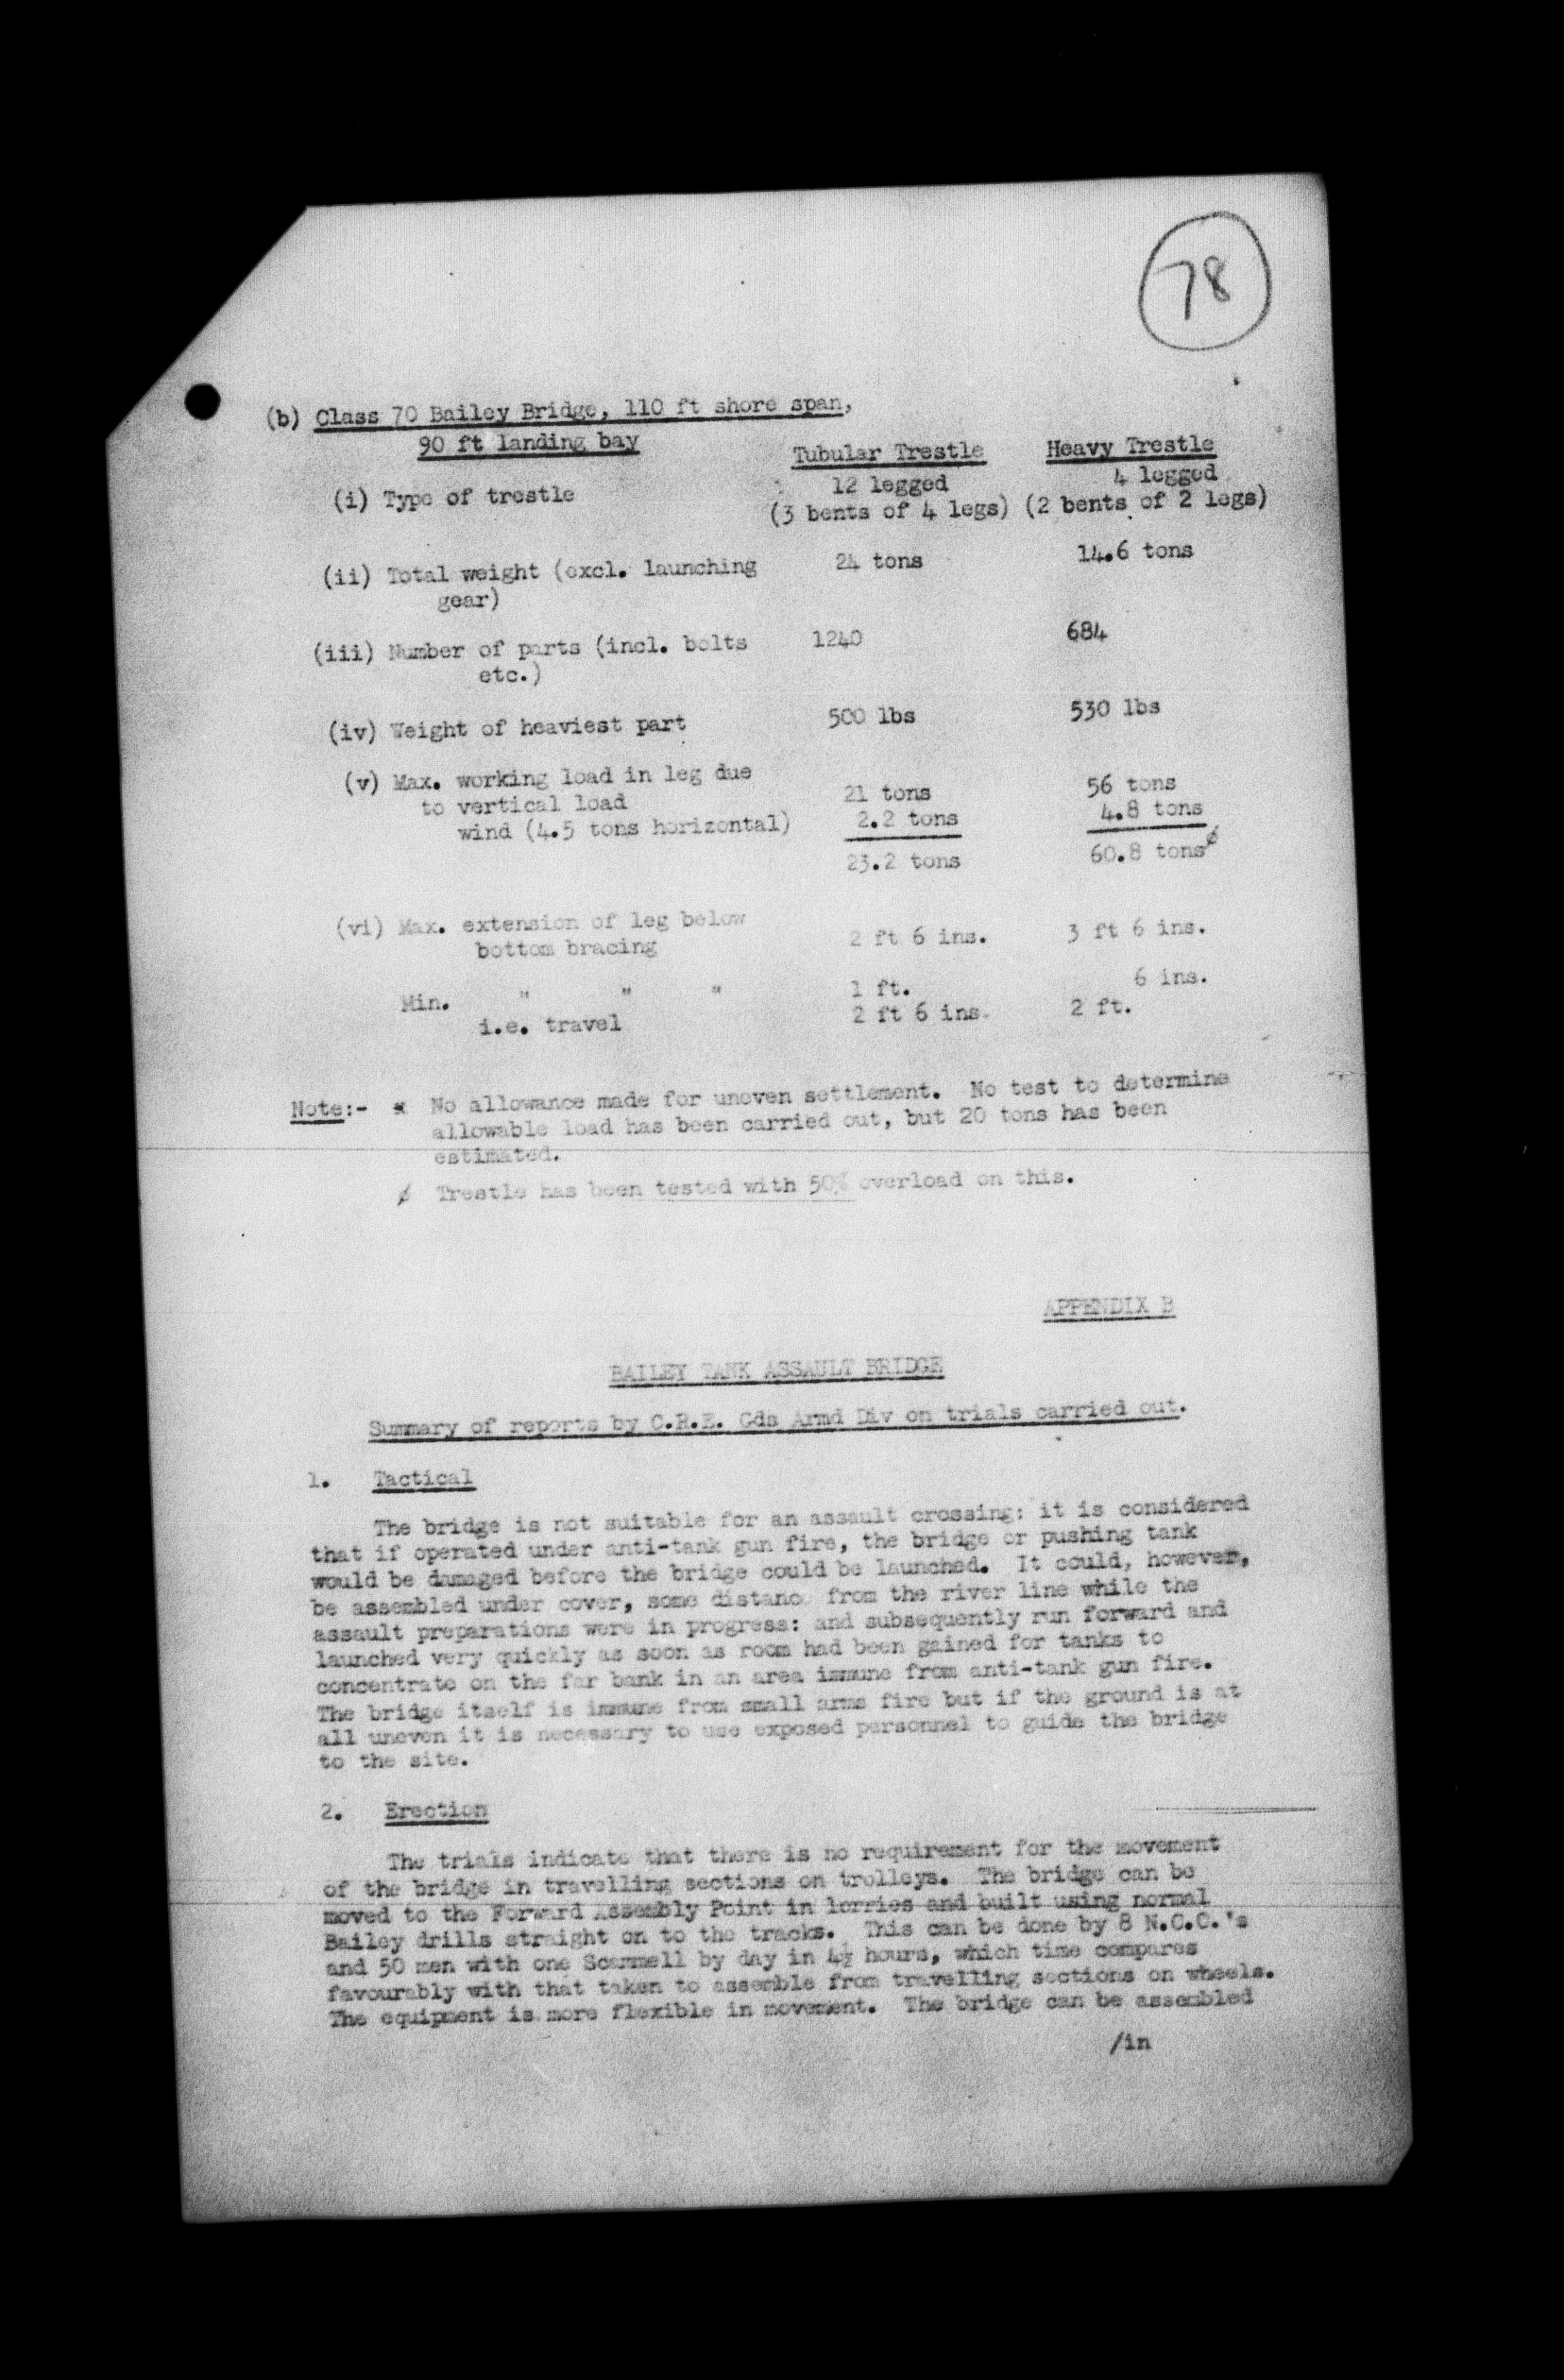 78
(b) Class 70 Bailey Bridge, 110 ft shore span,
90 ft landing bay
Tubular Trestle Heavy Trestle
(i) Type of trestle 12 legged 4 legged
(3 bents of 4 legs) (2 bents of 2 legs)
(ii) Total weight (excl. launching 24 tons 14.6 tons
gear)
(iii) Number of parts (incl. bolts 1240 684
etc.)
(iv) Weight of heaviest part 500 lbs 530 lbs
(v) Max. working load in leg due
to vertical load 21 tons 56 tons
wind (4.5 tons horizontal) 2.2 tons 4.8 tons
23.2 tons 60.8 tons ∅
(vi) Max. extension of leg below
bottom bracing 2 ft 6 ins. 3 ft 6 ins.
Min. " " " 1 ft. 6 ins.
i.e. travel 2 ft 6 ins. 2 ft.
Note:- * No allowance made for uneven settlement. No test to determine
allowable load has been carried out, but 20 tons has been
estimated.
∅ Trestle has been tested with 50% overload on this.
APPENDIX B
BAILEY TANK ASSAULT BRIDGE
Summary of reports by C.R.E. Gds Armd Div on trials carried out.
1. Tactical
The bridge is not suitable for an assault crossing: it is considered
that if operated under anti-tank gun fire, the bridge or pushing tank
would be damaged before the bridge could be launched. It could, however,
be assembled under cover, some distance from the river line while the
assault preparations were in progress: and subsequently run forward and
launched very quickly as soon as room had been gained for tanks to
concentrate on the far bank in an area immune from anti-tank gun fire.
The bridge itself is immune from small arms fire but if the ground is at
all uneven it is necessary to use exposed personnel to guide the bridge
to the site.
2. Erection
The trials indicate that there is no requirement for the movement
of the bridge in travelling sections on trolleys. The bridge can be
moved to the Forward Assembly Point in lorries and built using normal
Bailey drills straight on to the tracks. This can be done by 8 N.C.O.'s
and 50 men with one Scammell by day in 4½ hours, which time compares
favourably with that taken to assemble from travelling sections on wheels.
The equipment is more flexible in movement. The bridge can be assembled
/in